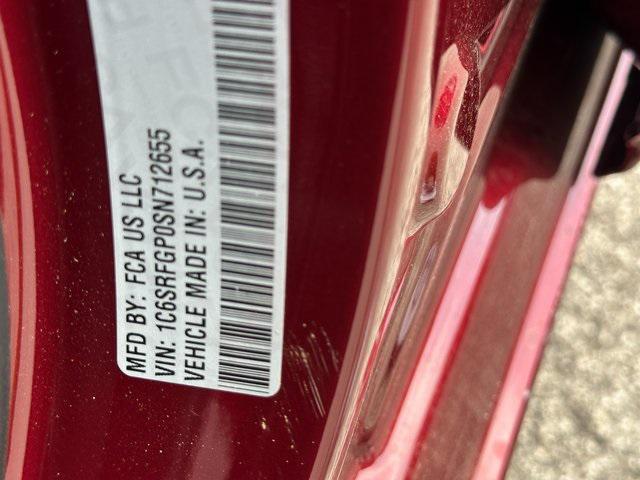 MFD BY: FCA US LLC
VIN: 1C6SRFGP0SN712655
VEHICLE MADE IN: U.S.A.